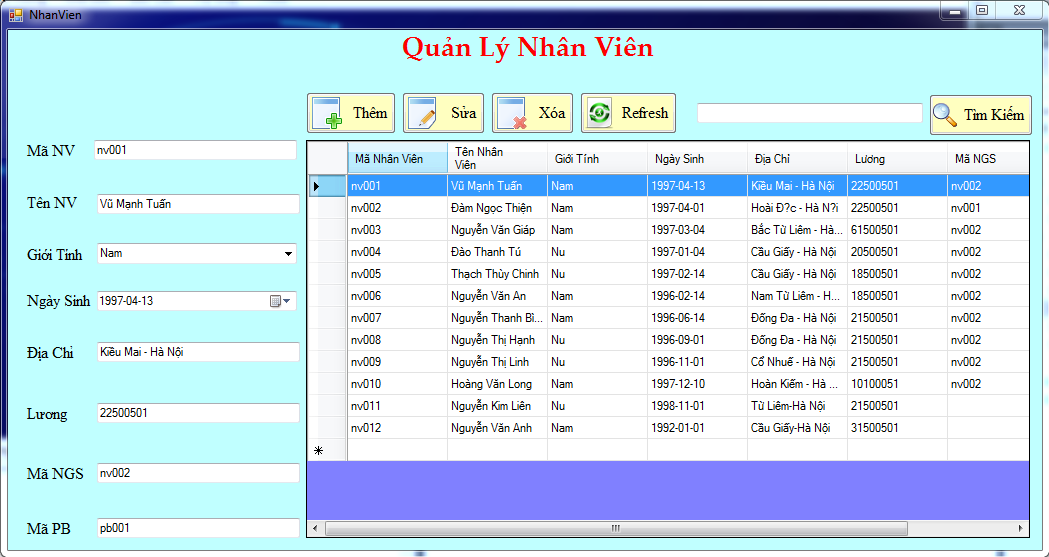 NhanVien
Quản Lý Nhân Viên
Thêm Sửa Xóa Refresh Tìm Kiếm
Mã NV nv001
Tên NV Vũ Mạnh Tuấn
Giới Tính Nam
Ngày Sinh 1997-04-13
Địa Chỉ Kiều Mai - Hà Nội
Lương 22500501
Mã NGS nv002
Mã PB pb001
Mã Nhân Viên Tên Nhân Viên Giới Tính Ngày Sinh Địa Chỉ Lương Mã NGS
nv001 Vũ Mạnh Tuấn Nam 1997-04-13 Kiều Mai - Hà Nội 22500501 nv002
nv002 Đàm Ngọc Thiện Nam 1997-04-01 Hoài Đ?c - Hà N?i 22500501 nv001
nv003 Nguyễn Văn Giáp Nam 1997-03-04 Bắc Từ Liêm - Hà... 61500501 nv002
nv004 Đào Thanh Tú Nu 1997-01-04 Cầu Giấy - Hà Nội 20500501 nv002
nv005 Thạch Thùy Chinh Nu 1997-02-14 Cầu Giấy - Hà Nội 18500501 nv002
nv006 Nguyễn Văn An Nam 1996-02-14 Nam Từ Liêm - H... 18500501 nv002
nv007 Nguyễn Thanh Bì... Nam 1996-06-14 Đống Đa - Hà Nội 21500501 nv002
nv008 Nguyễn Thị Hạnh Nu 1996-09-01 Đống Đa - Hà Nội 21500501 nv002
nv009 Nguyễn Thị Linh Nu 1996-11-01 Cổ Nhuế - Hà Nội 21500501 nv002
nv010 Hoàng Văn Long Nam 1997-12-10 Hoàn Kiếm - Hà ... 10100051 nv002
nv011 Nguyễn Kim Liên Nu 1998-11-01 Từ Liêm-Hà Nội 21500501
nv012 Nguyễn Văn Anh Nam 1992-01-01 Cầu Giấy-Hà Nội 31500501